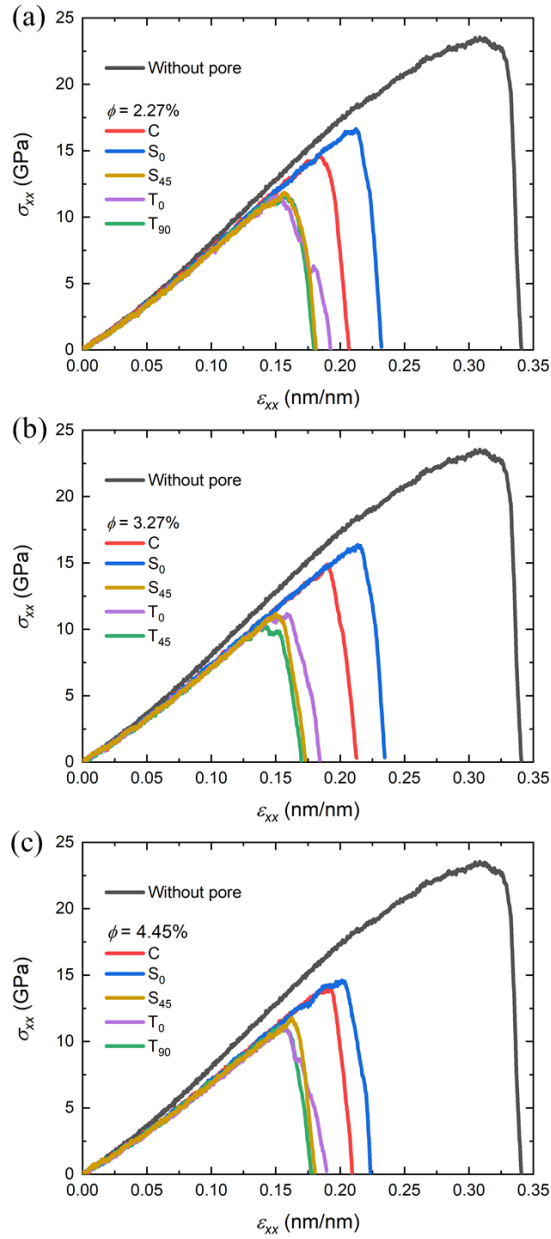 (a)
25
20
15
10
5
0
σxx (GPa)
Without pore
ϕ = 2.27%
C
S0
S45
T0
T90
0.00 0.05 0.10 0.15 0.20 0.25 0.30 0.35
εxx (nm/nm)
(b)
25
20
15
10
5
0
σxx (GPa)
Without pore
ϕ = 3.27%
C
S0
S45
T0
T45
0.00 0.05 0.10 0.15 0.20 0.25 0.30 0.35
εxx (nm/nm)
(c)
25
20
15
10
5
0
σxx (GPa)
Without pore
ϕ = 4.45%
C
S0
S45
T0
T90
0.00 0.05 0.10 0.15 0.20 0.25 0.30 0.35
εxx (nm/nm)